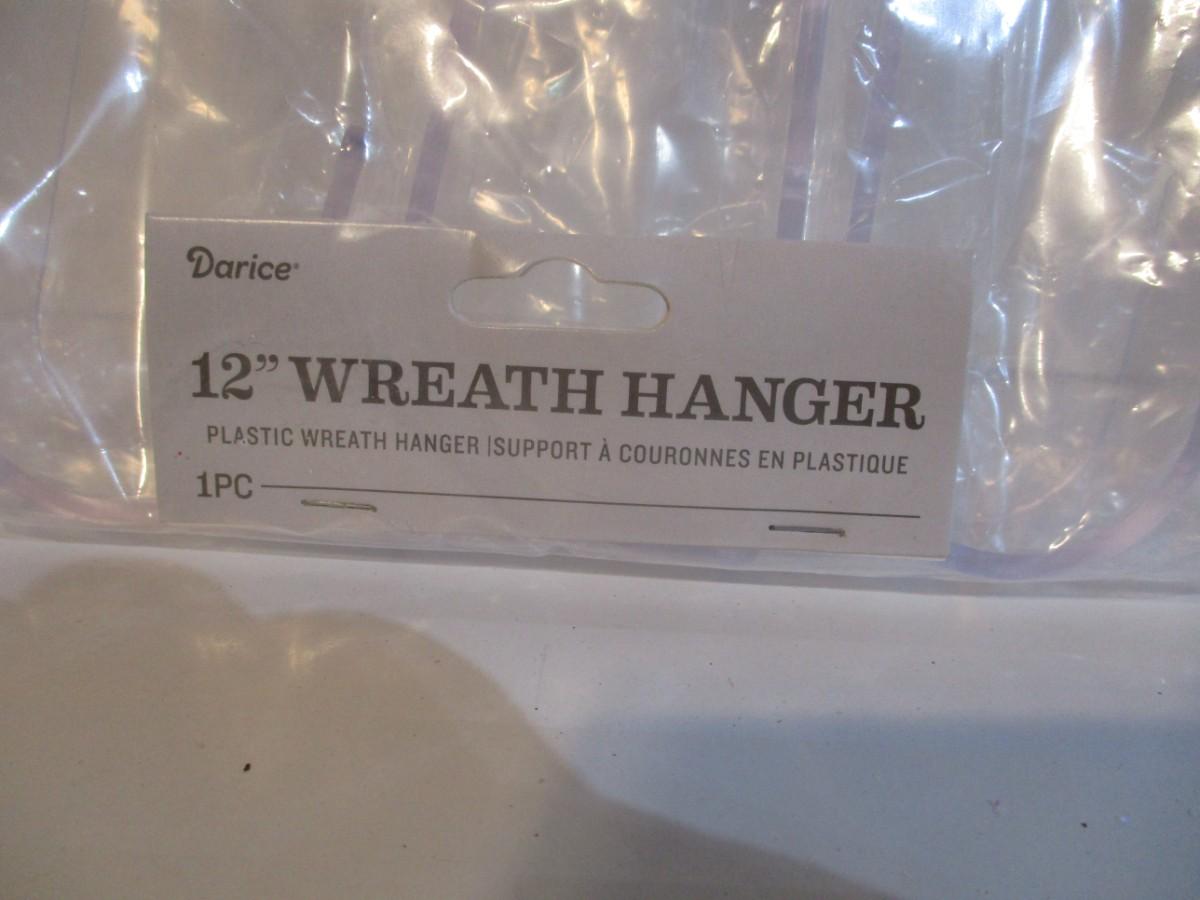 Darice
12” WREATH HANGER
PLASTIC WREATH HANGER |SUPPORT À COURONNES EN PLASTIQUE
1PC